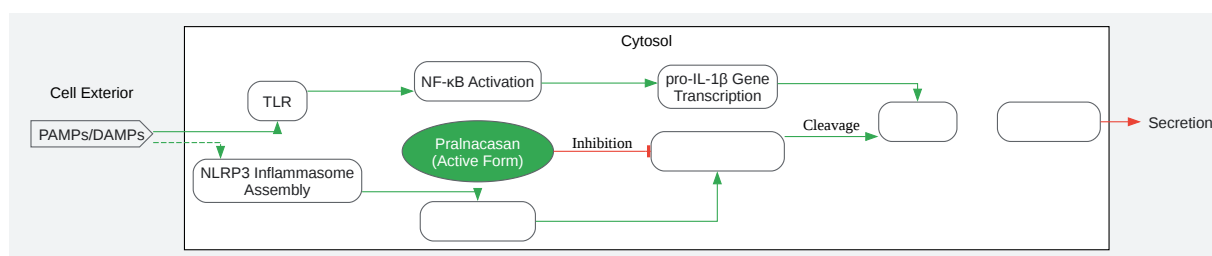 Cytosol
Cell Exterior
PAMPs/DAMPs
TLR
NF-κB Activation
pro-IL-1β Gene
Transcription
Cleavage
Secretion
Pralnacasan
(Active Form)
Inhibition
NLRP3 Inflammasome
Assembly